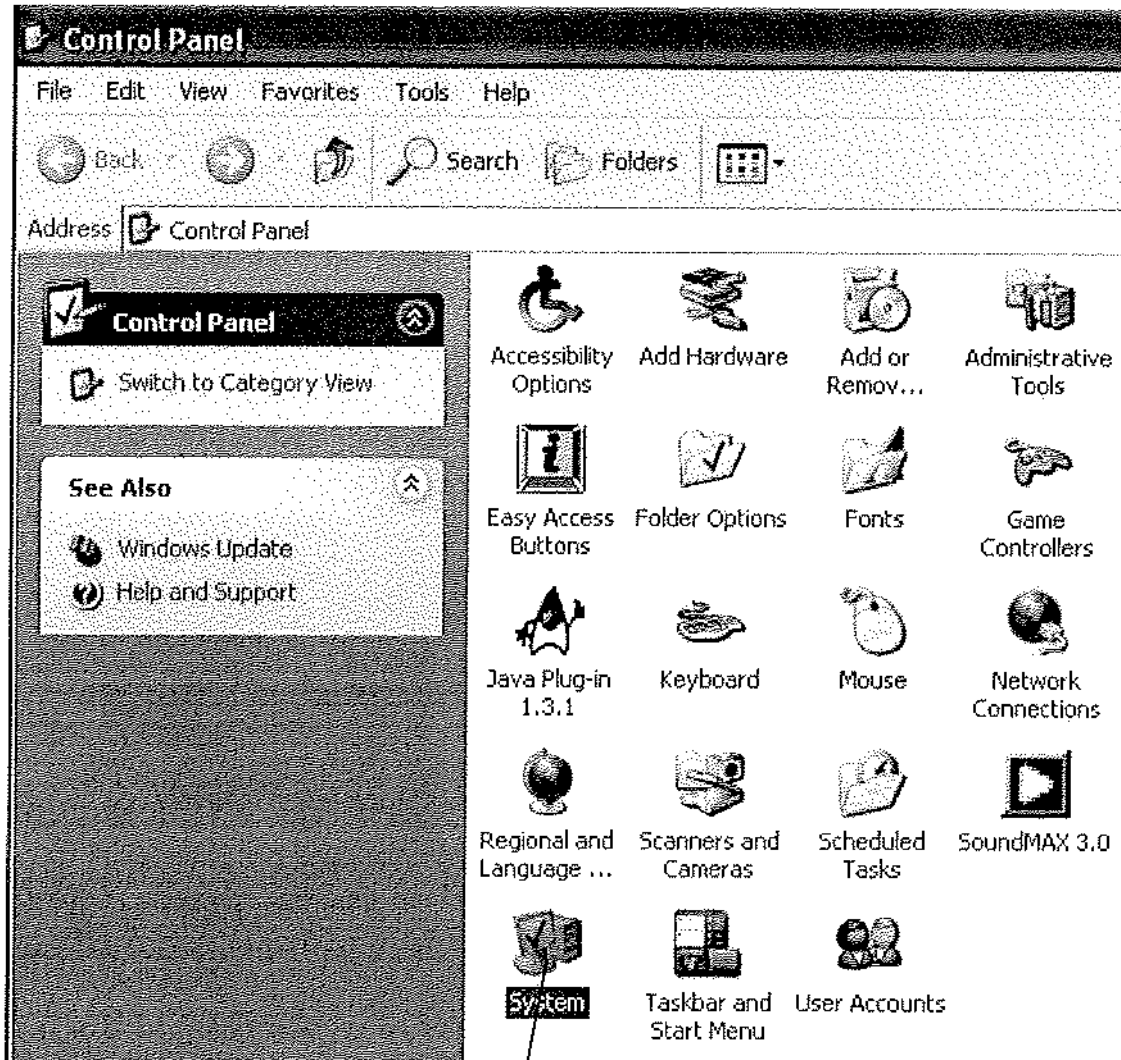 Control Panel
File Edit View Favorites Tools Help
Back Search Folders
Address Control Panel
Control Panel
Switch to Category View
See Also
Windows Update
Help and Support
Accessibility Options
Add Hardware
Add or Remov...
Administrative Tools
Easy Access Buttons
Folder Options
Fonts
Game Controllers
Java Plug-in 1.3.1
Keyboard
Mouse
Network Connections
Regional and Language ...
Scanners and Cameras
Scheduled Tasks
SoundMAX 3.0
System
Taskbar and Start Menu
User Accounts